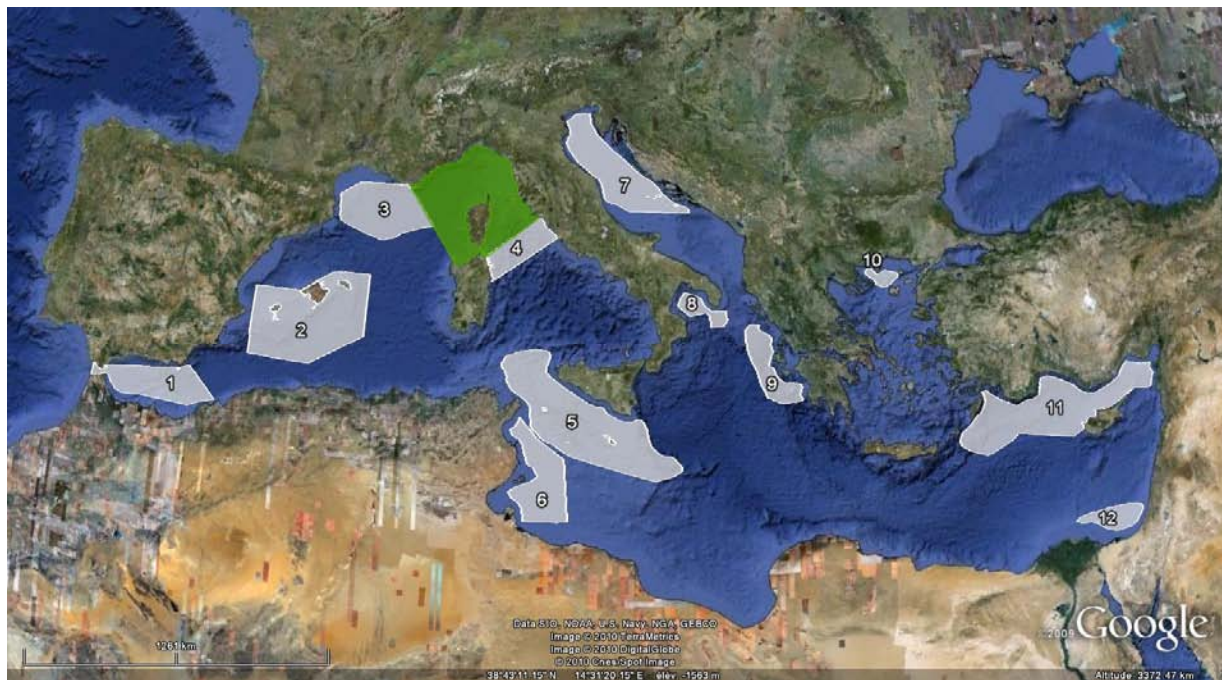 10
7
3
4
8
2
1
9
11
5
6
12
Data SIO, NOAA, U.S. Navy, NGA, GEBCO
Image © 2010 TerraMetrics
Image © 2010 DigitalGlobe
© 2010 Cnes/Spot Image
© 2009 Google
1261 km
38°43'11.15" N 14°31'20.15" E élév. -1563 m
Altitude 3372.47 km